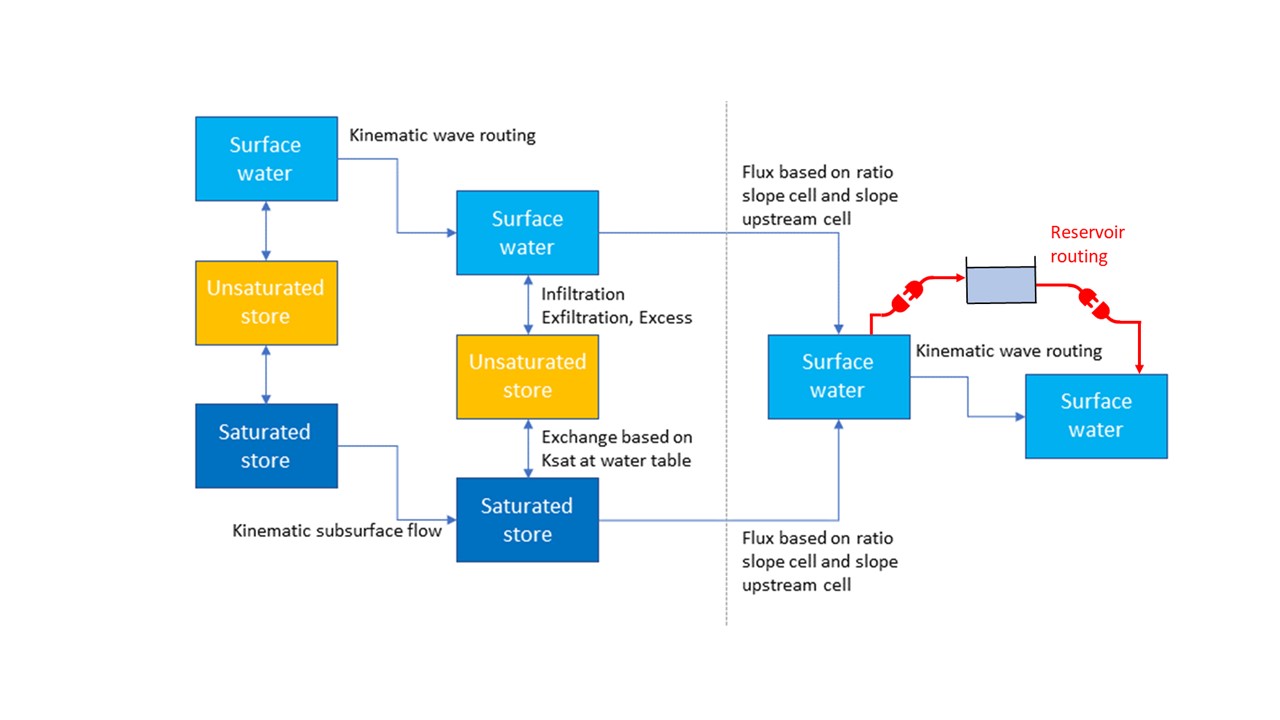 Surface
water
Kinematic wave routing
Unsaturated
store
Saturated
store
Kinematic subsurface flow
Surface
water
Infiltration
Exfiltration, Excess
Unsaturated
store
Exchange based on
Ksat at water table
Saturated
store
Flux based on ratio
slope cell and slope
upstream cell
Surface
water
Flux based on ratio
slope cell and slope
upstream cell
Reservoir
routing
Kinematic wave routing
Surface
water